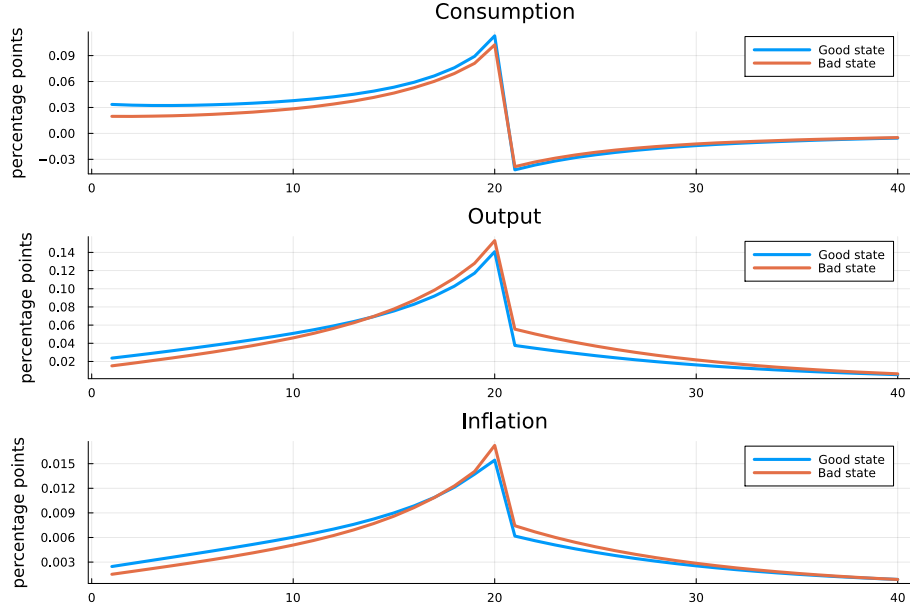 Consumption
percentage points
0.09
0.06
0.03
0.00
−0.03
Good state
Bad state
0 10 20 30 40
Output
percentage points
0.14
0.12
0.10
0.08
0.06
0.04
0.02
Good state
Bad state
0 10 20 30 40
Inflation
percentage points
0.015
0.012
0.009
0.006
0.003
Good state
Bad state
0 10 20 30 40